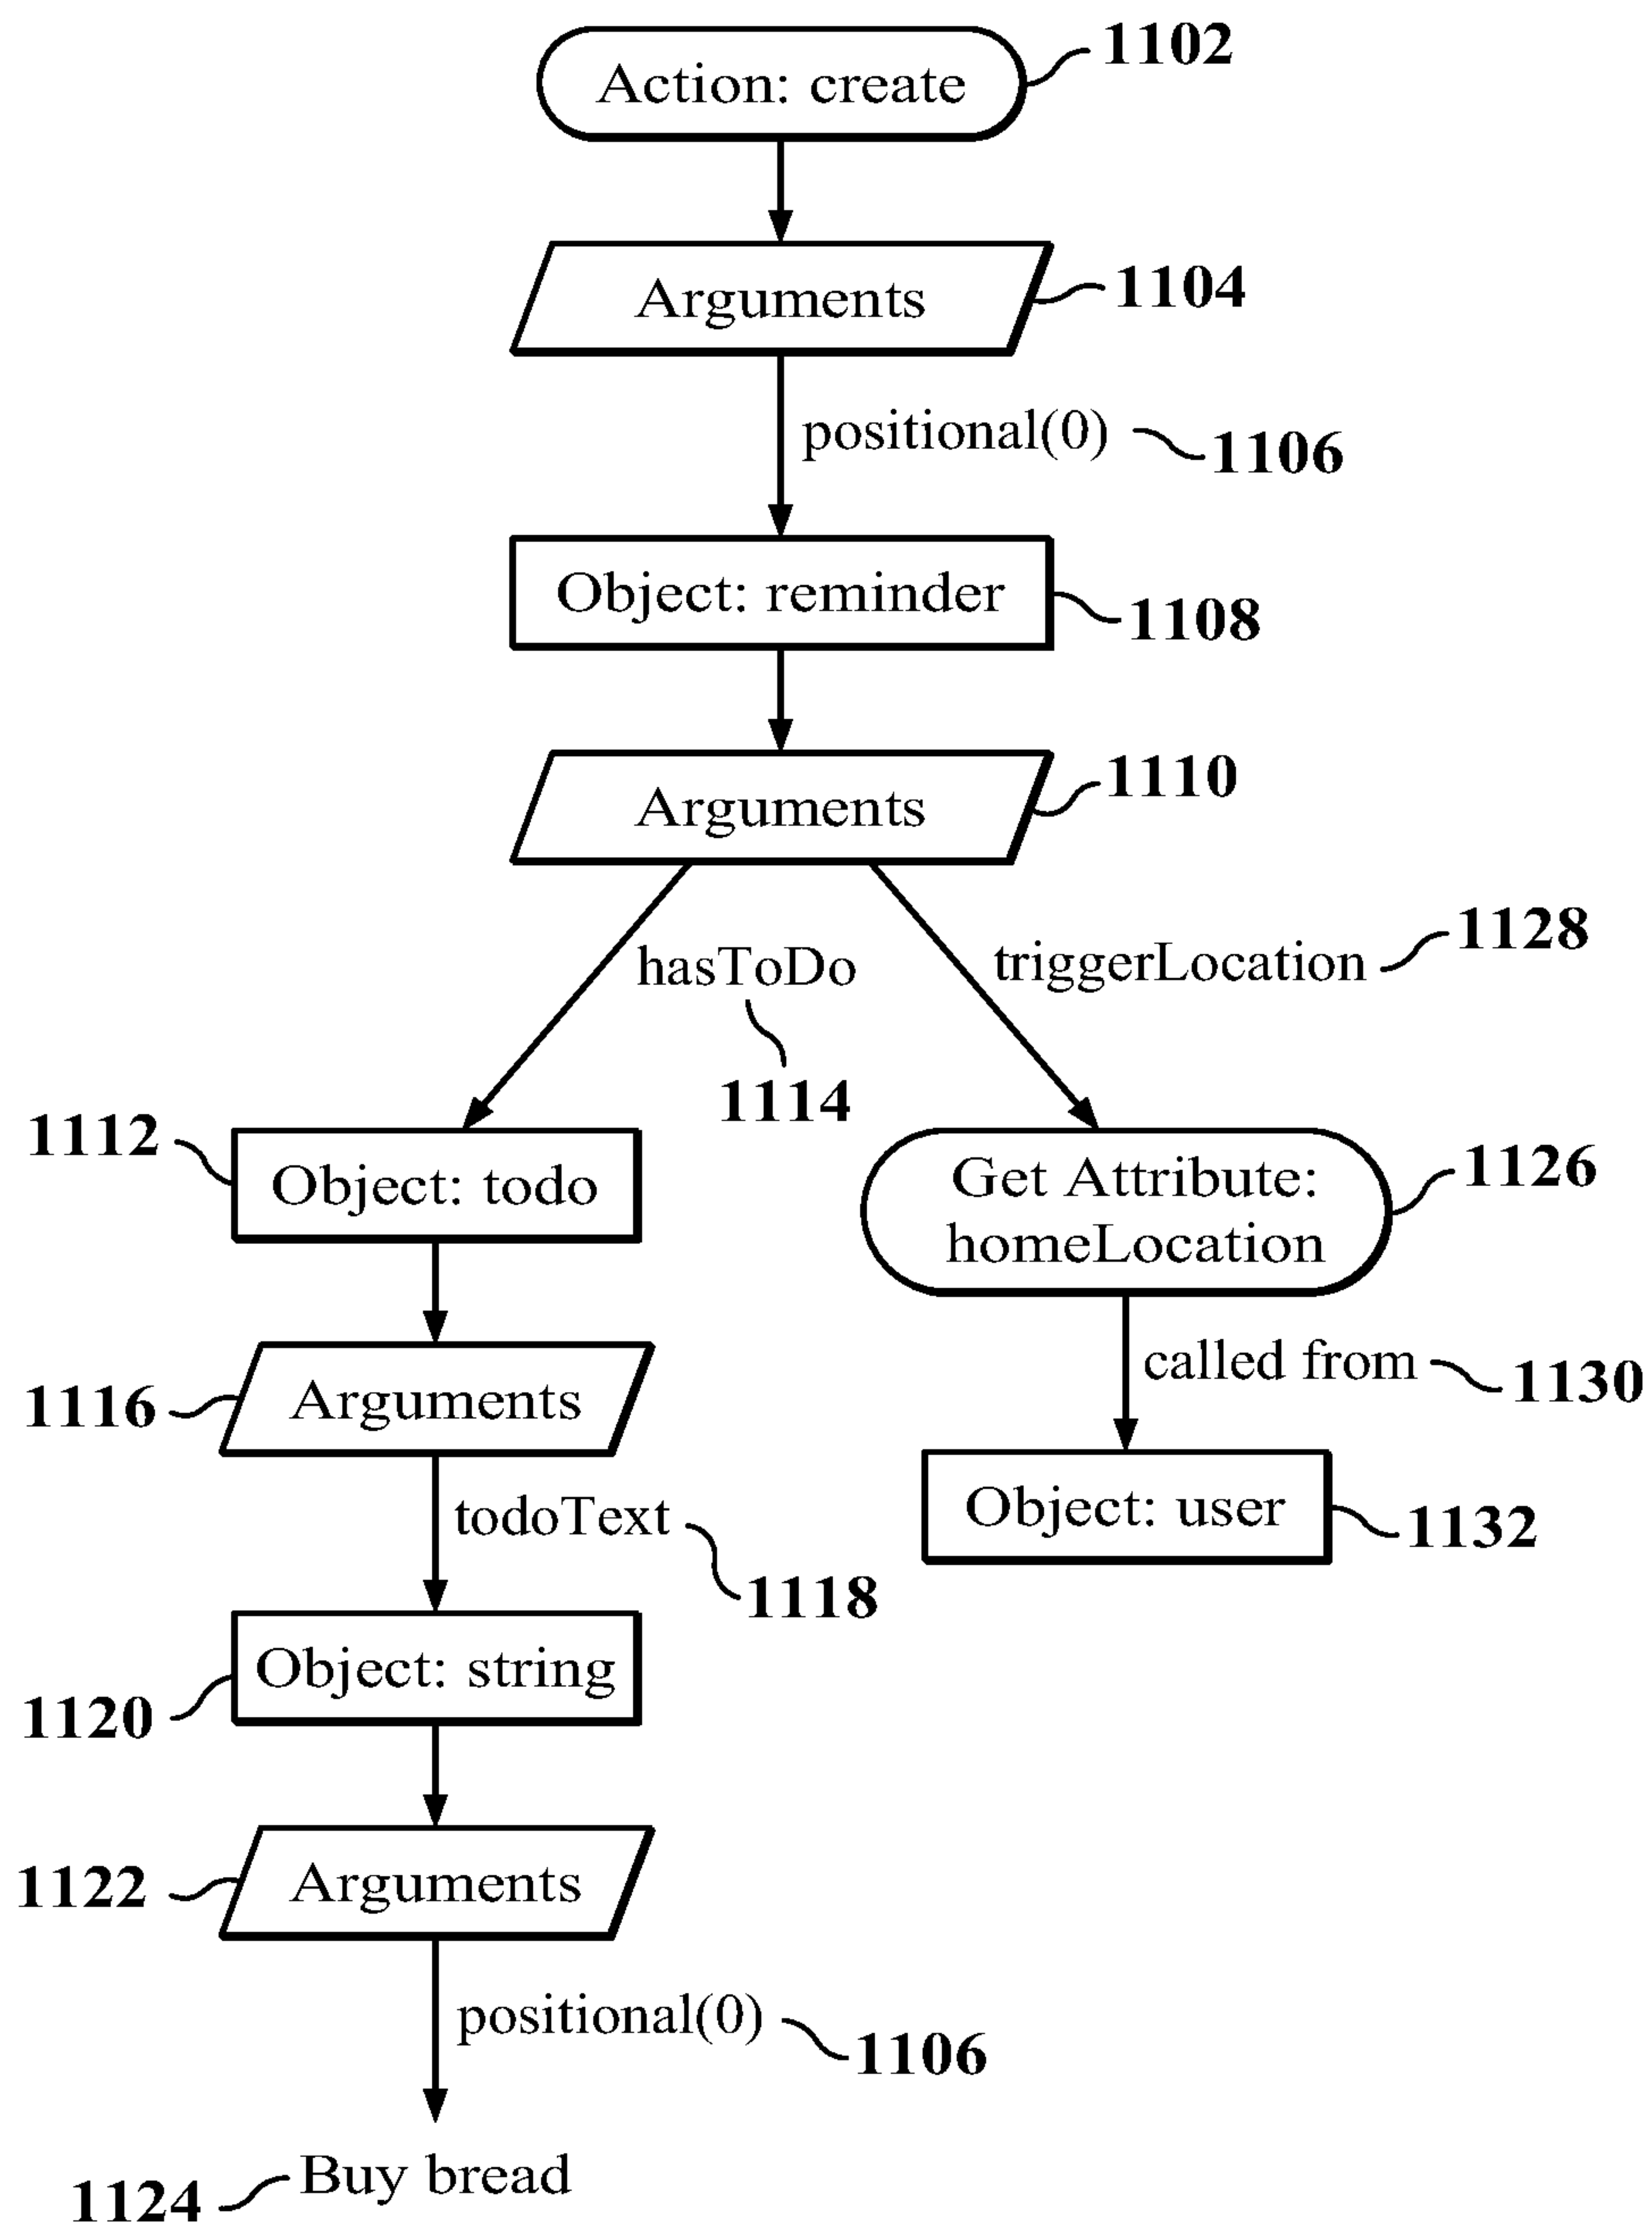 Action: create
1102
Arguments
1104
positional(0)
1106
Object: reminder
1108
Arguments
1110
hasToDo
1114
triggerLocation
1128
1112
Object: todo
Get Attribute:
homeLocation
1126
1116
Arguments
called from
1130
todoText
1118
Object: user
1132
1120
Object: string
1122
Arguments
positional(0)
1106
1124
Buy bread